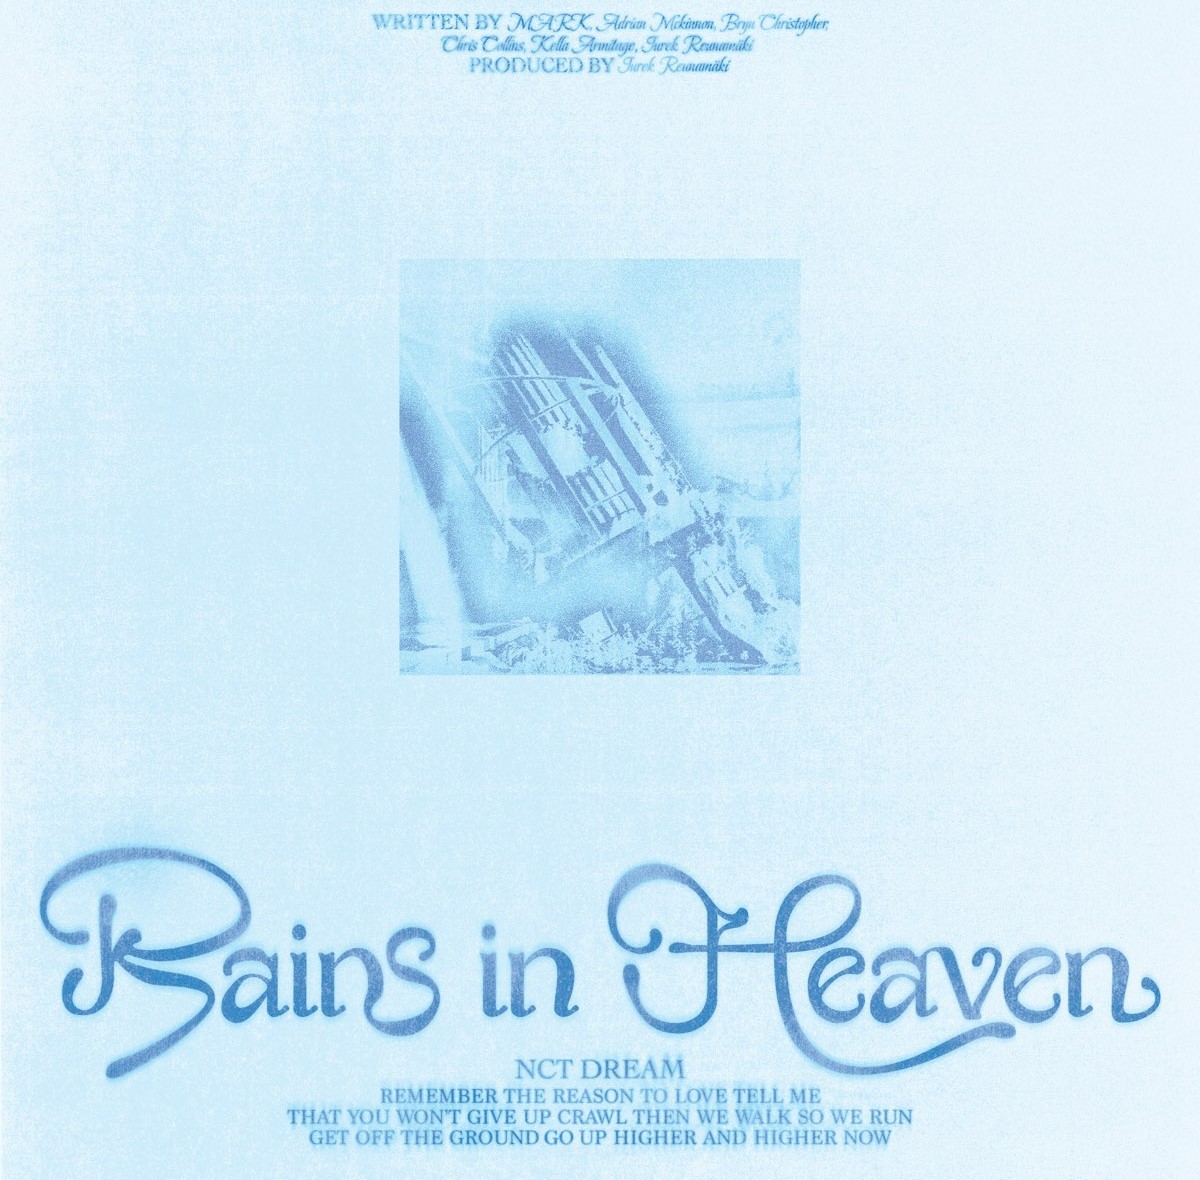 WRITTEN BY MARK, Adrian Mckinnon, Bryn Christopher,
Chris Collins, Kella Armitage, Jurek Reunamäki
PRODUCED BY Jurek Reunamäki
Rains in Heaven
NCT DREAM
REMEMBER THE REASON TO LOVE TELL ME
THAT YOU WON'T GIVE UP CRAWL THEN WE WALK SO WE RUN
GET OFF THE GROUND GO UP HIGHER AND HIGHER NOW